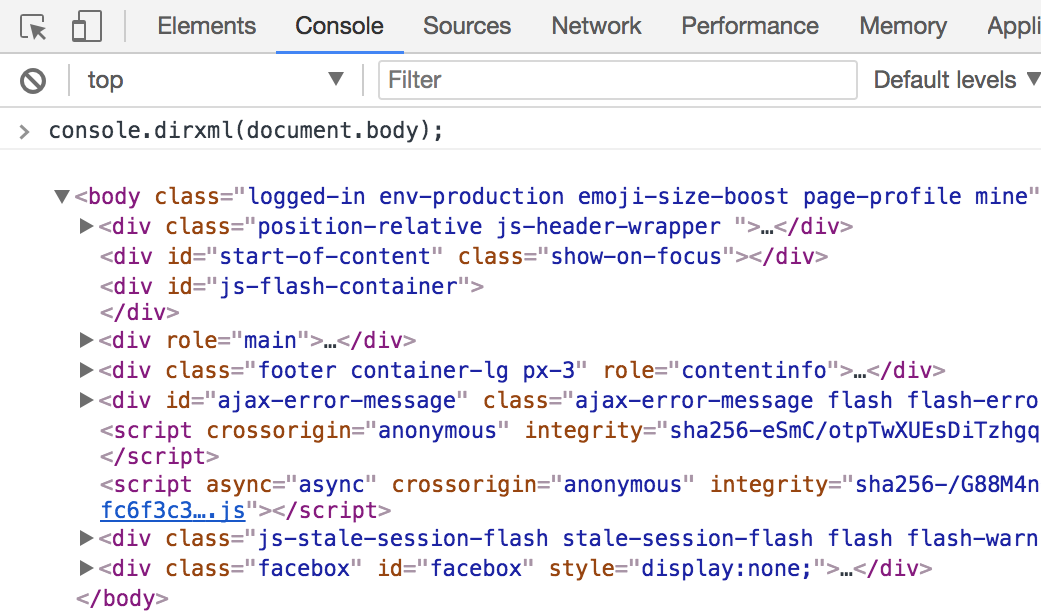 Elements Console Sources Network Performance Memory Appli
top Filter Default levels
console.dirxml(document.body);
<body class="logged-in env-production emoji-size-boost page-profile mine"
<div class="position-relative js-header-wrapper ">…</div>
<div id="start-of-content" class="show-on-focus"></div>
<div id="js-flash-container">
</div>
<div role="main">…</div>
<div class="footer container-lg px-3" role="contentinfo">…</div>
<div id="ajax-error-message" class="ajax-error-message flash flash-erro
<script crossorigin="anonymous" integrity="sha256-eSmC/otpTwXUEsDiTzhgq
</script>
<script async="async" crossorigin="anonymous" integrity="sha256-/G88M4n
fc6f3c3….js"></script>
<div class="js-stale-session-flash stale-session-flash flash flash-warn
<div class="facebox" id="facebox" style="display:none;">…</div>
</body>